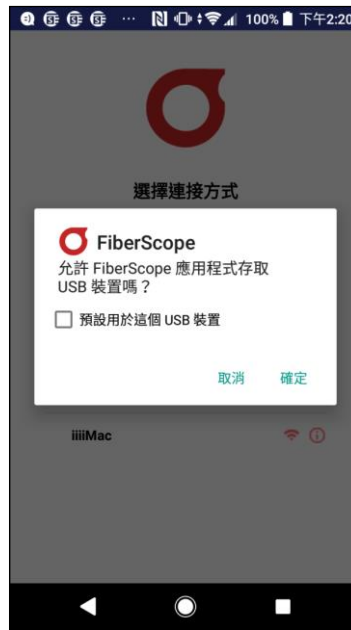 100% 下午2:20
選擇連接方式
FiberScope
允許 FiberScope 應用程式存取
USB 裝置嗎？
預設用於這個 USB 裝置
取消 確定
iiiiMac